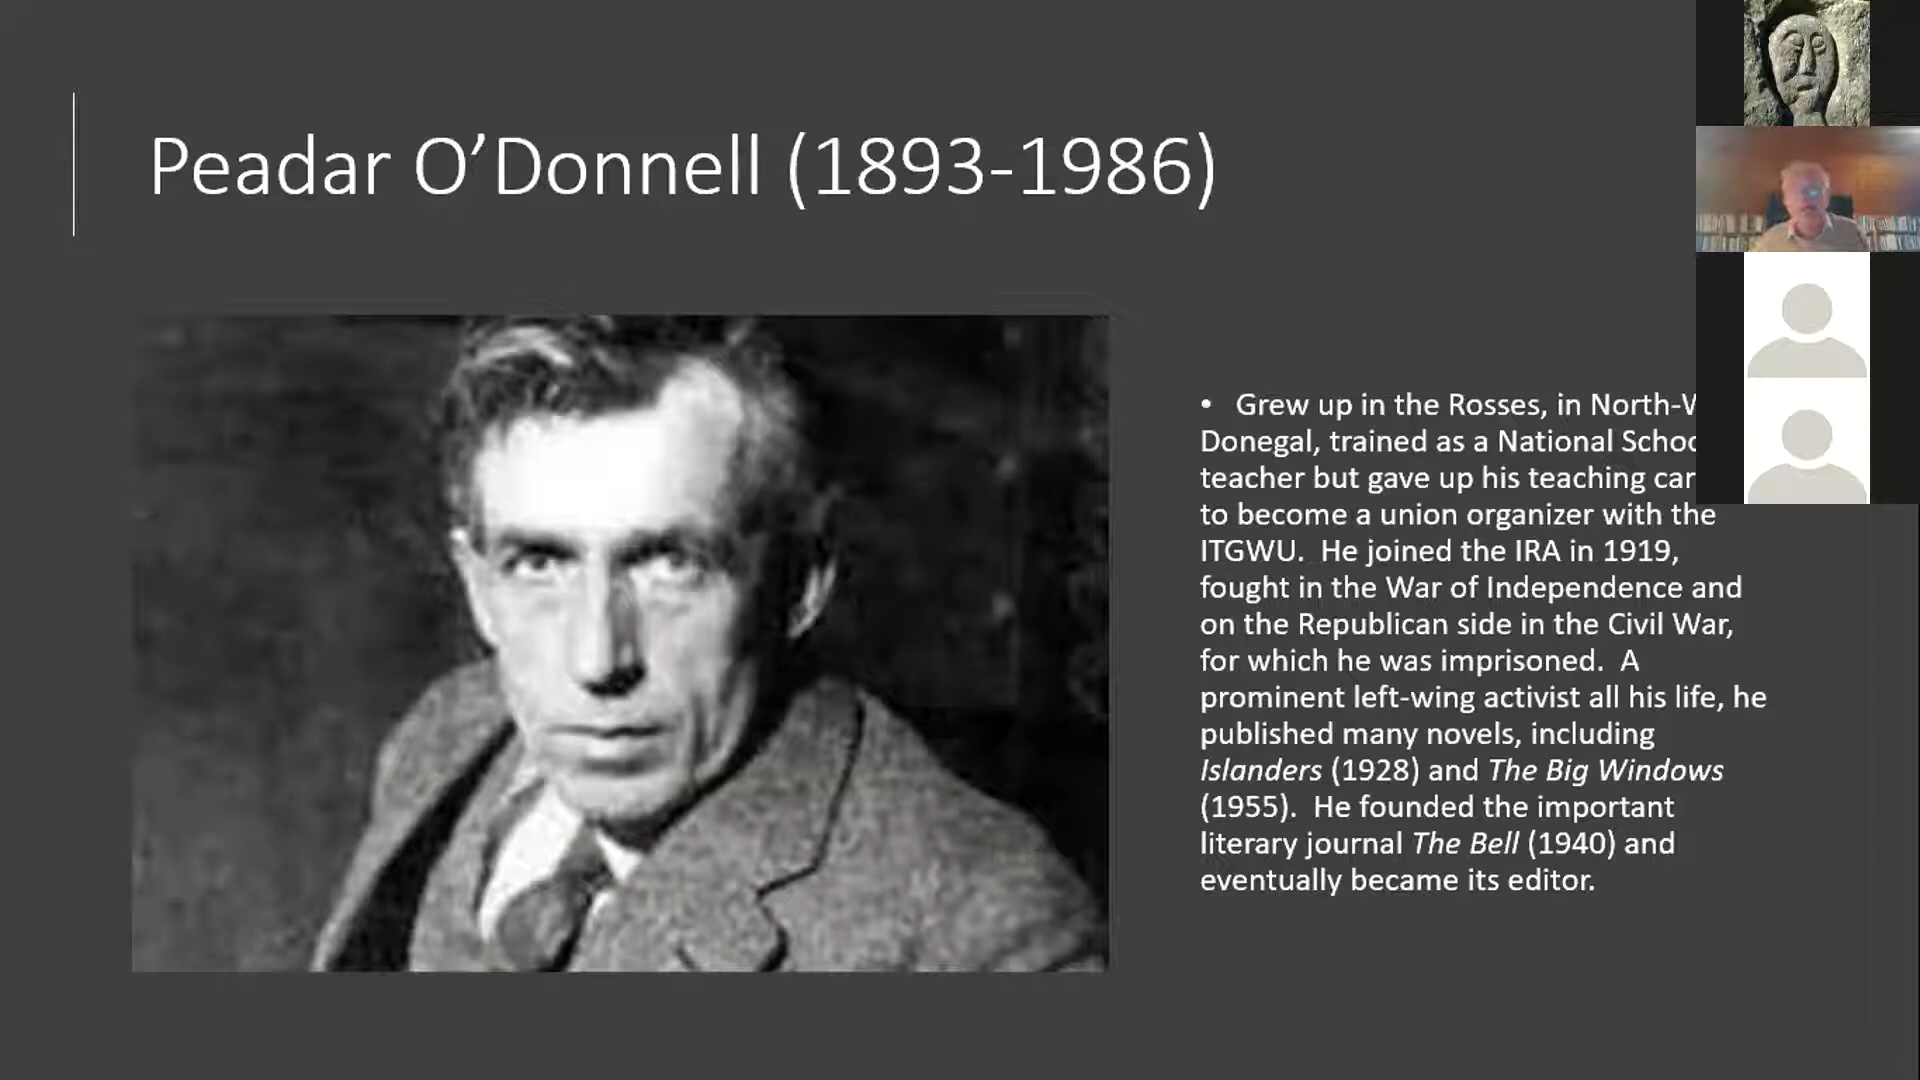 Peadar O’Donnell (1893-1986)
• Grew up in the Rosses, in North-
Donegal, trained as a National
teacher but gave up his teaching
to become a union organizer with the
ITGWU.  He joined the IRA in 1919,
fought in the War of Independence and
on the Republican side in the Civil War,
for which he was imprisoned.  A
prominent left-wing activist all his life, he
published many novels, including
Islanders (1928) and The Big Windows
(1955).  He founded the important
literary journal The Bell (1940) and
eventually became its editor.